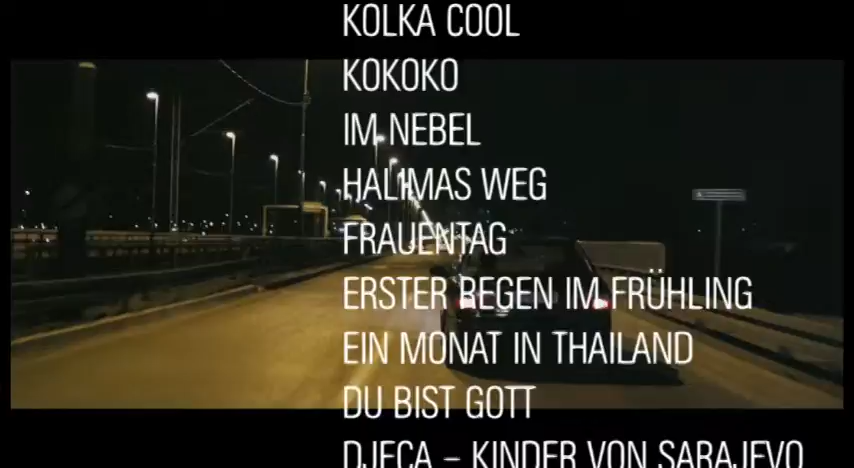 KOLKA COOL
KOKOKO
IM NEBEL
HALIMAS WEG
FRAUENTAG
ERSTER REGEN IM FRÜHLING
EIN MONAT IN THAILAND
DU BIST GOTT
DJECA – KINDER VON SARAJEVO